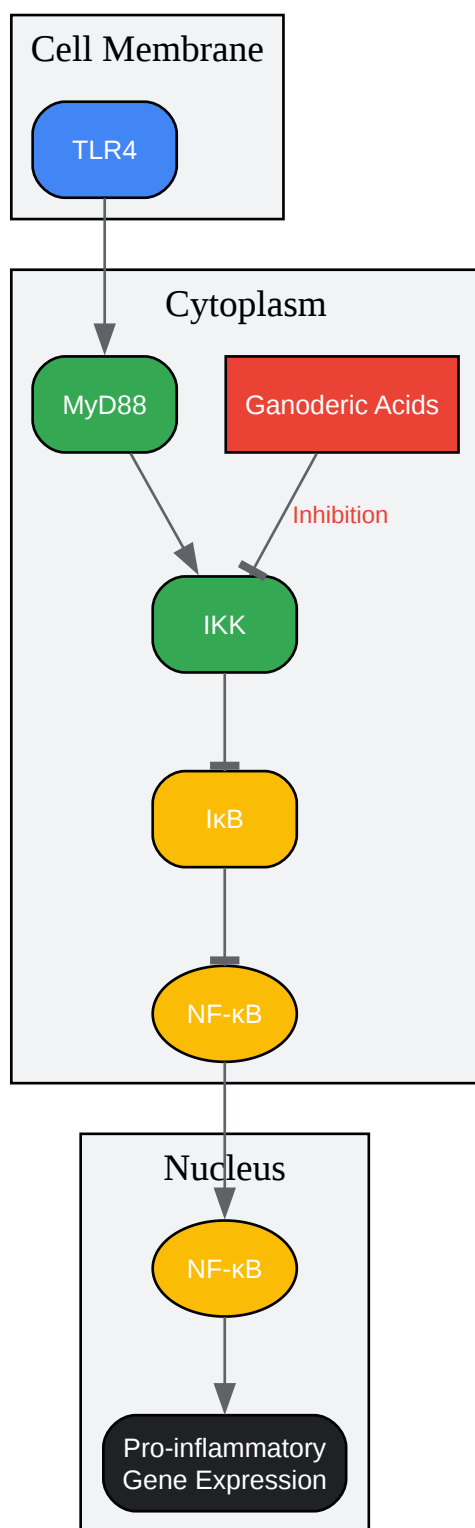 Cell Membrane
TLR4
Cytoplasm
MyD88
Ganoderic Acids
Inhibition
IKK
IκB
NF-κB
Nucleus
NF-κB
Pro-inflammatory
Gene Expression